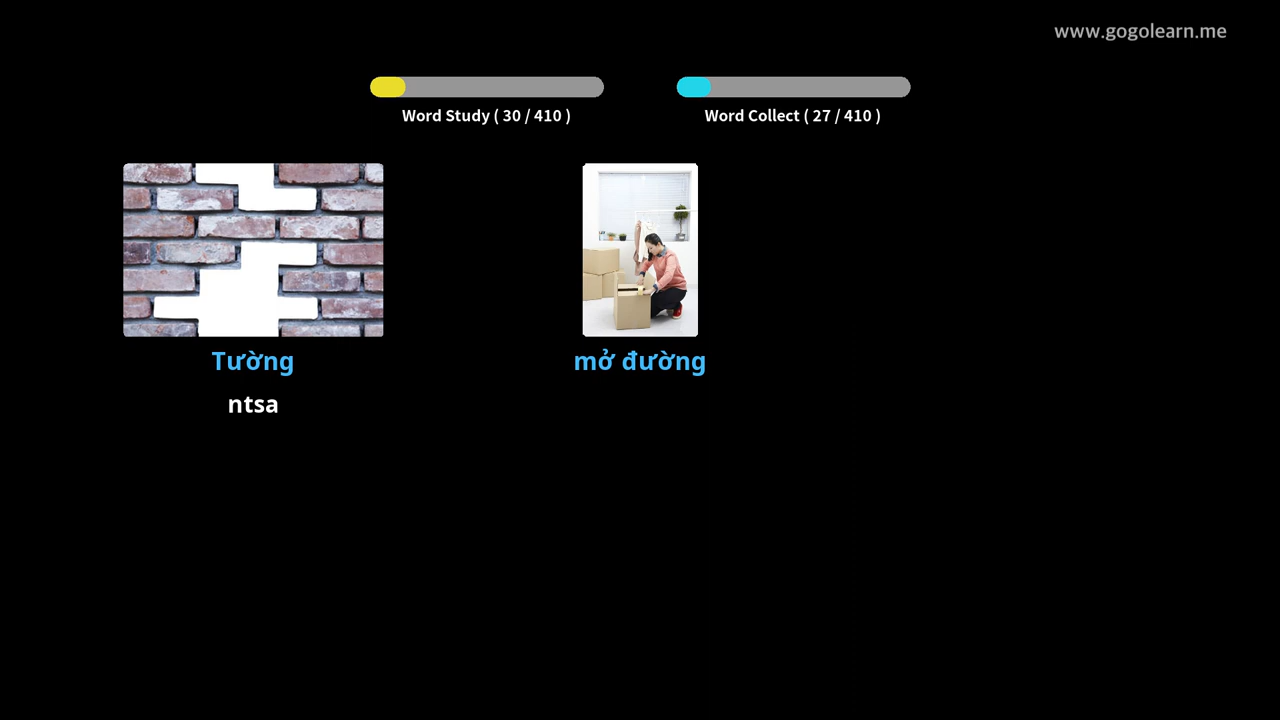 www.gogolearn.me
Word Study ( 30 / 410 )
Word Collect ( 27 / 410 )
Tường
mở đường
ntsa